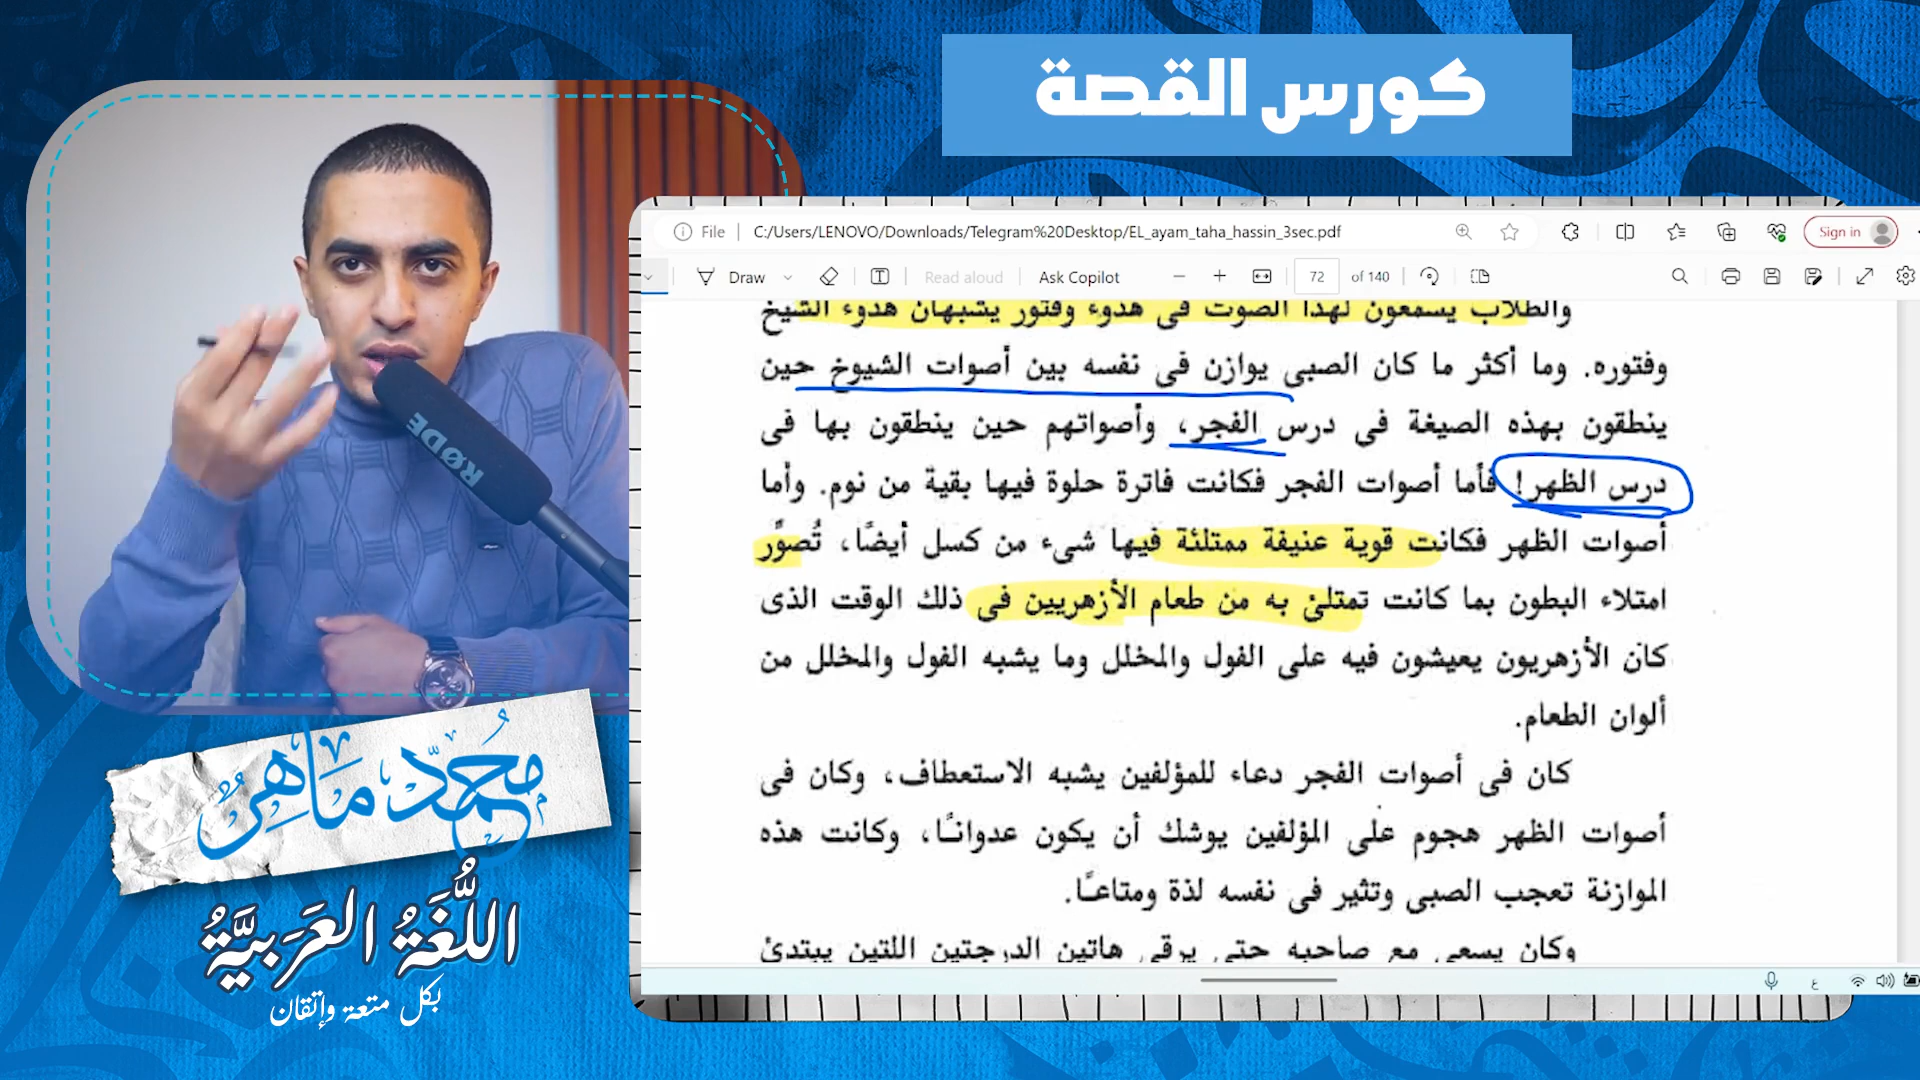 كورس القصة
File
C:/Users/LENOVO/Downloads/Telegram%20Desktop/EL_ayam_taha_hassin_3sec.pdf
Sign in
Draw
Read aloud
Ask Copilot
72
of 140
والطلاب يسمعون لهذا الصوت فى هدوء وفتور يشبهان هدوء الشيخ
وفتوره. وما أكثر ما كان الصبى يوازن فى نفسه بين أصوات الشيوخ حين
ينطقون بهذه الصيغة فى درس الفجر، وأصواتهم حين ينطقون بها فى
درس الظهر! فأما أصوات الفجر فكانت فاترة حلوة فيها بقية من نوم. وأما
أصوات الظهر فكانت قوية عنيفة ممتلئة فيها شىء من كسل أيضًا، تُصوِّر
امتلاء البطون بما كانت تمتلئ به من طعام الأزهريين فى ذلك الوقت الذى
كان الأزهريون يعيشون فيه على الفول والمخلل وما يشبه الفول والمخلل من
ألوان الطعام.
كان فى أصوات الفجر دعاء للمؤلفين يشبه الاستعطاف، وكان فى
أصوات الظهر هجوم على المؤلفين يوشك أن يكون عدوانًا، وكانت هذه
الموازنة تعجب الصبى وتثير فى نفسه لذة ومتاعًا.
وكان يسعى مع صاحبه حتى يرقى هاتين الدرجتين اللتين يبتدئ
ع
RØDE
محمد ماهر
اللُّغَةُ العَرَبِيَّةُ
بكل متعة وإتقان